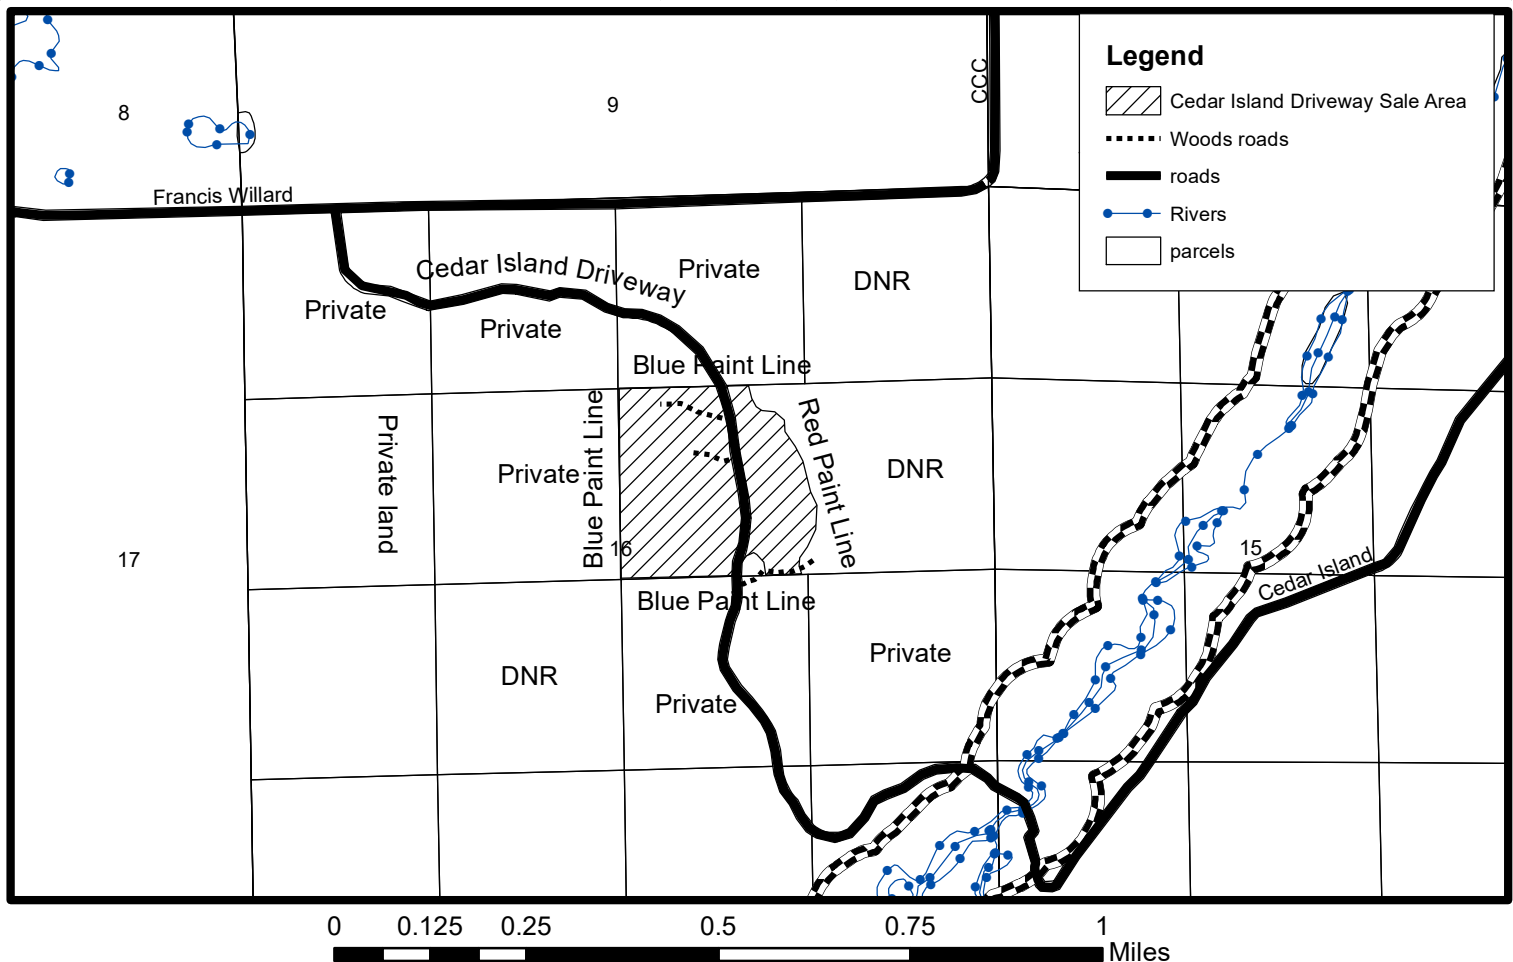 CCC
Legend
Cedar Island Driveway Sale Area
Woods roads
roads
Rivers
parcels
8
9
Francis Willard
Cedar Island Driveway
Private
DNR
Private
Private
Blue Paint Line
Private land
Private
Blue Paint Line
Red Paint Line
DNR
16
17
15
Cedar Island
Blue Paint Line
Private
DNR
Private
0 0.125 0.25 0.5 0.75 1
Miles